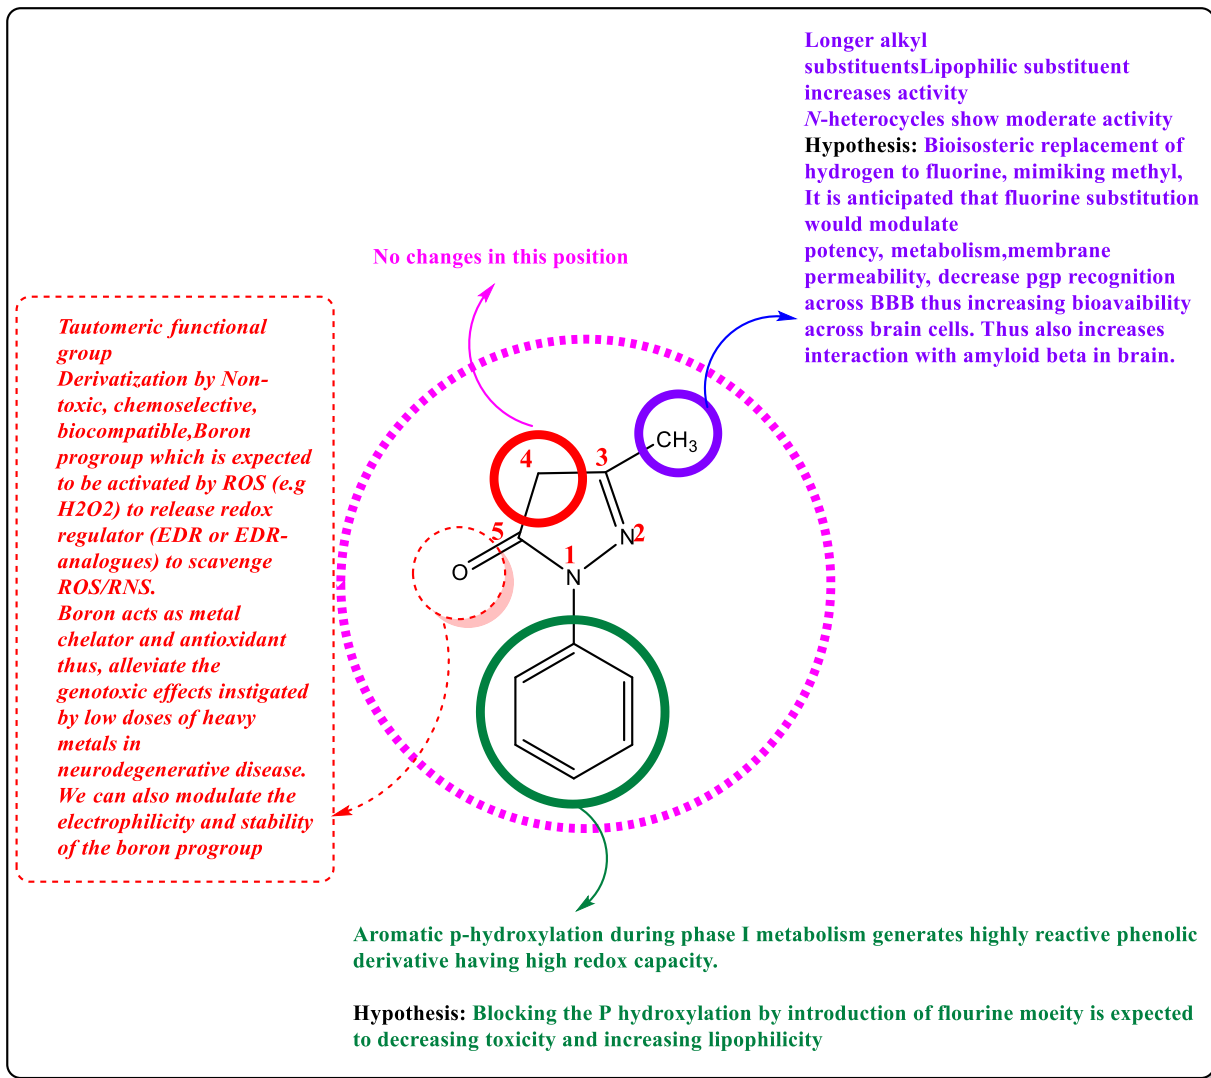 Longer alkyl
substituentsLipophilic substituent
increases activity
N-heterocycles show moderate activity
Hypothesis: Bioisosteric replacement of
hydrogen to fluorine, mimiking methyl,
It is anticipated that fluorine substitution
would modulate
potency, metabolism,membrane
permeability, decrease pgp recognition
across BBB thus increasing bioavaibility
across brain cells. Thus also increases
interaction with amyloid beta in brain.
No changes in this position
Tautomeric functional
group
Derivatization by Non-
toxic, chemoselective,
biocompatible,Boron
progroup which is expected
to be activated by ROS (e.g
H2O2) to release redox
regulator (EDR or EDR-
analogues) to scavenge
ROS/RNS.
Boron acts as metal
chelator and antioxidant
thus, alleviate the
genotoxic effects instigated
by low doses of heavy
metals in
neurodegenerative disease.
We can also modulate the
electrophilicity and stability
of the boron progroup
4
3
CH3
5
N2
1
O
N
Aromatic p-hydroxylation during phase I metabolism generates highly reactive phenolic
derivative having high redox capacity.
Hypothesis: Blocking the P hydroxylation by introduction of flourine moeity is expected
to decreasing toxicity and increasing lipophilicity